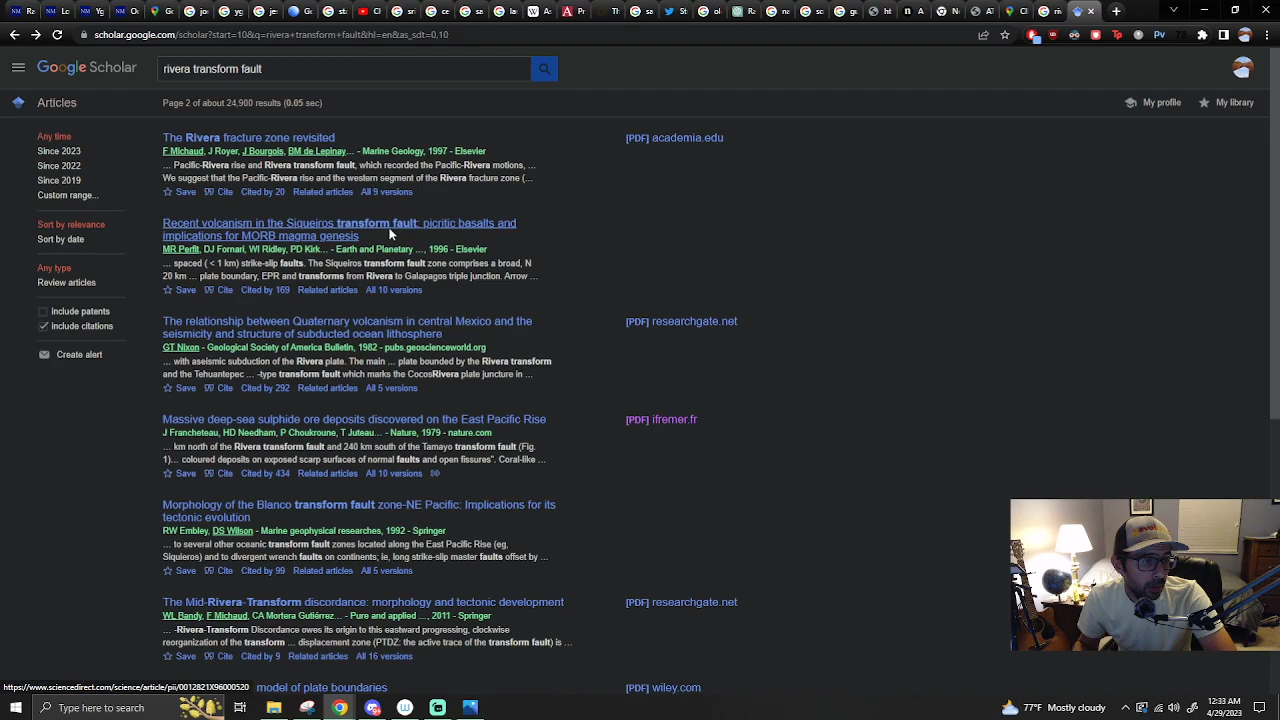 scholar.google.com/scholar?start=10&q=rivera+transform+fault&hl=en&as_sdt=0,10
Google Scholar
rivera transform fault
Articles
Page 2 of about 24,900 results (0.05 sec)
My profile
My library
Any time
Since 2023
Since 2022
Since 2019
Custom range...
Sort by relevance
Sort by date
Any type
Review articles
Include patents
Include citations
Create alert
The Rivera fracture zone revisited
F Michaud, J Royer, J Bourgois, BM de Lepinay... - Marine Geology, 1997 - Elsevier
... Pacific-Rivera rise and Rivera transform fault, which recorded the Pacific-Rivera motions, ...
We suggest that the Pacific-Rivera rise and the western segment of the Rivera fracture zone ( ...
Save Cite Cited by 20 Related articles All 9 versions
[PDF] academia.edu
Recent volcanism in the Siqueiros transform fault: picritic basalts and
implications for MORB magma genesis
MR Perfit, DJ Fornari, WI Ridley, PD Kirk... - Earth and Planetary ..., 1996 - Elsevier
... spaced ( < 1 km) strike-slip faults. The Siqueiros transform fault zone comprises a broad, N
20 km ... plate boundary, EPR and transforms from Rivera to Galapagos triple junction. Arrow ...
Save Cite Cited by 169 Related articles All 10 versions
The relationship between Quaternary volcanism in central Mexico and the
seismicity and structure of subducted ocean lithosphere
GT Nixon - Geological Society of America Bulletin, 1982 - pubs.geoscienceworld.org
... with aseismic subduction of the Rivera plate. The main ... plate bounded by the Rivera transform
and the Tehuantepec ... -type transform fault which marks the CocosRivera plate juncture in ...
Save Cite Cited by 292 Related articles All 5 versions
[PDF] researchgate.net
Massive deep-sea sulphide ore deposits discovered on the East Pacific Rise
J Francheteau, HD Needham, P Choukroune, T Juteau... - Nature, 1979 - nature.com
... km north of the Rivera transform fault and 240 km south of the Tamayo transform fault (Fig.
1)... coloured deposits on exposed scarp surfaces of normal faults and open fissures". Coral-like ...
Save Cite Cited by 434 Related articles All 10 versions
[PDF] ifremer.fr
Morphology of the Blanco transform fault zone-NE Pacific: Implications for its
tectonic evolution
RW Embley, DS Wilson - Marine geophysical researches, 1992 - Springer
... to several other oceanic transform fault zones located along the East Pacific Rise (eg,
Siqueiros) and to divergent wrench faults on continents; ie, long strike-slip master faults offset by ...
Save Cite Cited by 99 Related articles All 5 versions
The Mid-Rivera-Transform discordance: morphology and tectonic development
WL Bandy, F Michaud, CA Mortera Gutiérrez... - Pure and applied ..., 2011 - Springer
... -Rivera-Transform Discordance owes its origin to this eastward progressing, clockwise
reorganization of the transform ... displacement zone (PTDZ: the active trace of the transform fault) is ...
Save Cite Cited by 9 Related articles All 16 versions
[PDF] researchgate.net
https://www.sciencedirect.com/science/article/pii/0012821X96000520
model of plate boundaries
[PDF] wiley.com
Type here to search
77°F Mostly cloudy
12:33 AM
4/29/2023